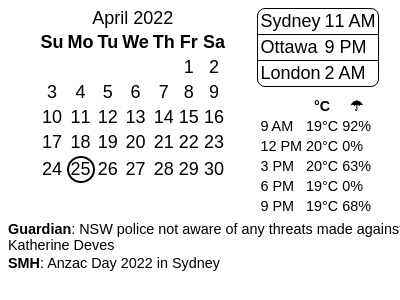 April 2022
Su Mo Tu We Th Fr Sa
1 2
3 4 5 6 7 8 9
10 11 12 13 14 15 16
17 18 19 20 21 22 23
24 25 26 27 28 29 30
Sydney 11 AM
Ottawa 9 PM
London 2 AM
°C ☂
9 AM 19°C 92%
12 PM 20°C 0%
3 PM 20°C 63%
6 PM 19°C 0%
9 PM 19°C 68%
Guardian: NSW police not aware of any threats made against
Katherine Deves
SMH: Anzac Day 2022 in Sydney